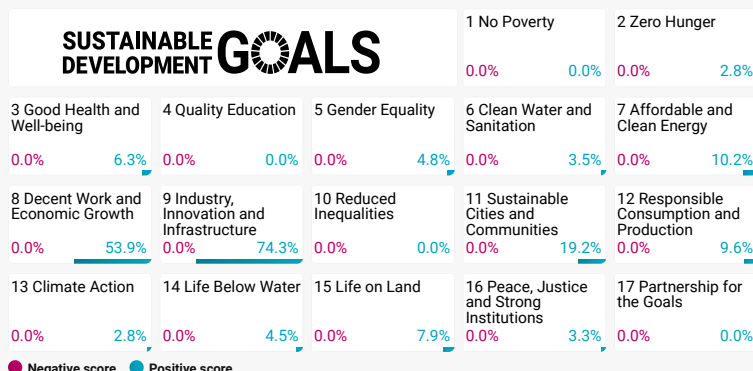 SUSTAINABLE
DEVELOPMENT
GOALS
1 No Poverty
0.0% 0.0%
2 Zero Hunger
0.0% 2.8%
3 Good Health and
Well-being
0.0% 6.3%
4 Quality Education
0.0% 0.0%
5 Gender Equality
0.0% 4.8%
6 Clean Water and
Sanitation
0.0% 3.5%
7 Affordable and
Clean Energy
0.0% 10.2%
8 Decent Work and
Economic Growth
0.0% 53.9%
9 Industry,
Innovation and
Infrastructure
0.0% 74.3%
10 Reduced
Inequalities
0.0% 0.0%
11 Sustainable
Cities and
Communities
0.0% 19.2%
12 Responsible
Consumption and
Production
0.0% 9.6%
13 Climate Action
0.0% 2.8%
14 Life Below Water
0.0% 4.5%
15 Life on Land
0.0% 7.9%
16 Peace, Justice
and Strong
Institutions
0.0% 3.3%
17 Partnership for
the Goals
0.0% 0.0%
Negative score Positive score